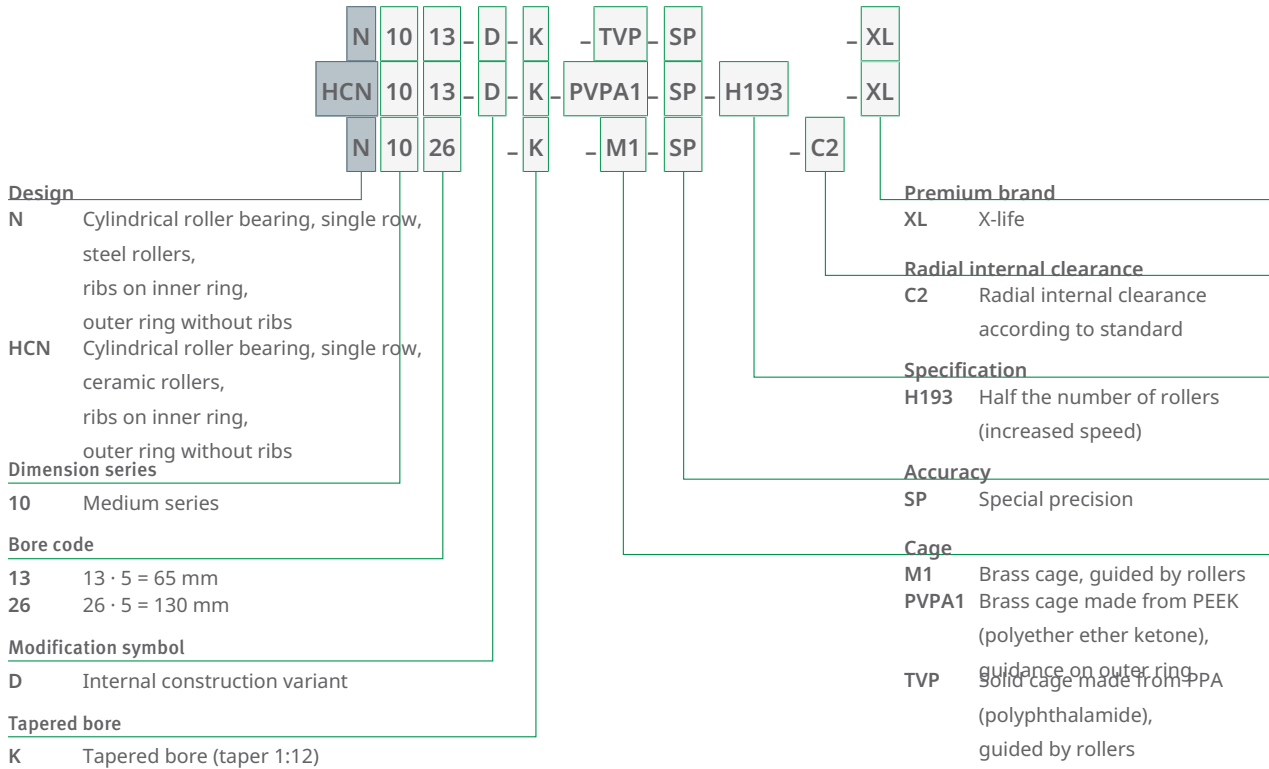 N 10 13 – D – K – TVP – SP – XL
HCN 10 13 – D – K – PVPA1 – SP – H193 – XL
N 10 26 – K – M1 – SP – C2
Design
N Cylindrical roller bearing, single row,
steel rollers,
ribs on inner ring,
outer ring without ribs
HCN Cylindrical roller bearing, single row,
ceramic rollers,
ribs on inner ring,
outer ring without ribs
Dimension series
10 Medium series
Bore code
13 13 · 5 = 65 mm
26 26 · 5 = 130 mm
Modification symbol
D Internal construction variant
Tapered bore
K Tapered bore (taper 1:12)
Premium brand
XL X-life
Radial internal clearance
C2 Radial internal clearance
according to standard
Specification
H193 Half the number of rollers
(increased speed)
Accuracy
SP Special precision
Cage
M1 Brass cage, guided by rollers
PVPA1 Brass cage made from PEEK
(polyether ether ketone),
guidance on outer ring
TVP Solid cage made from PPA
(polyphthalamide),
guided by rollers